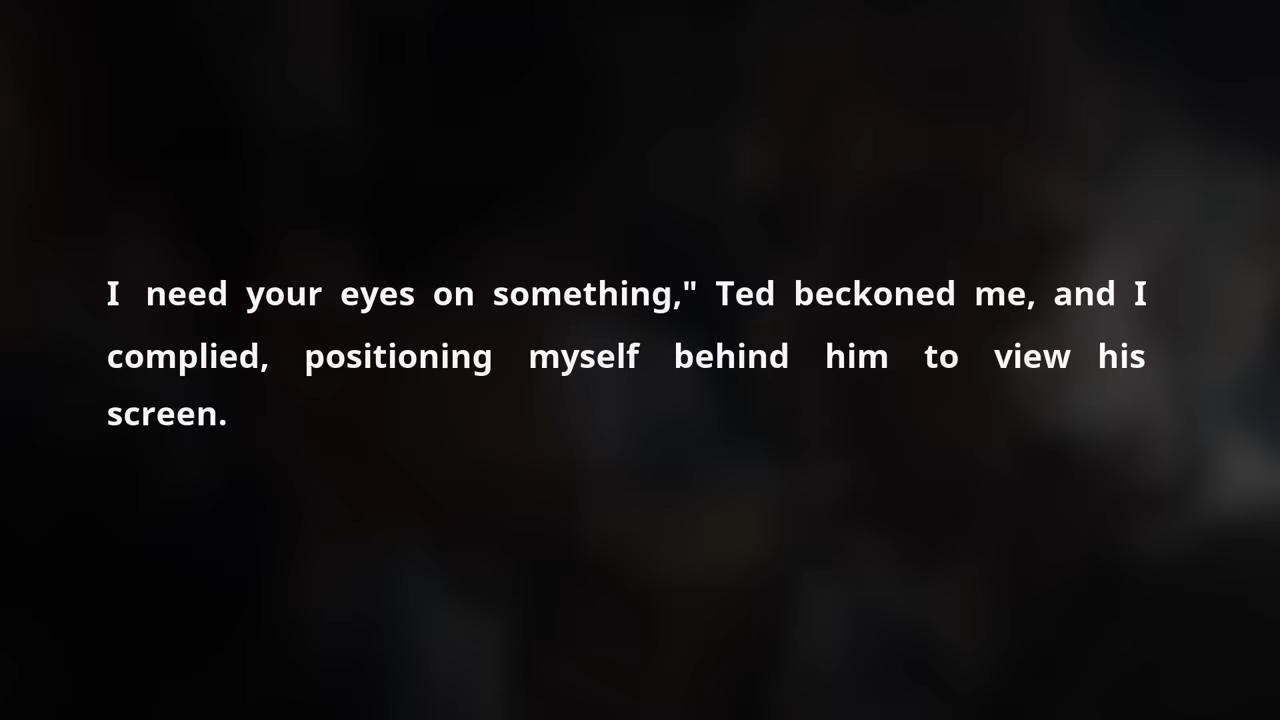 I need your eyes on something," Ted beckoned me, and I
complied, positioning myself behind him to view his
screen.